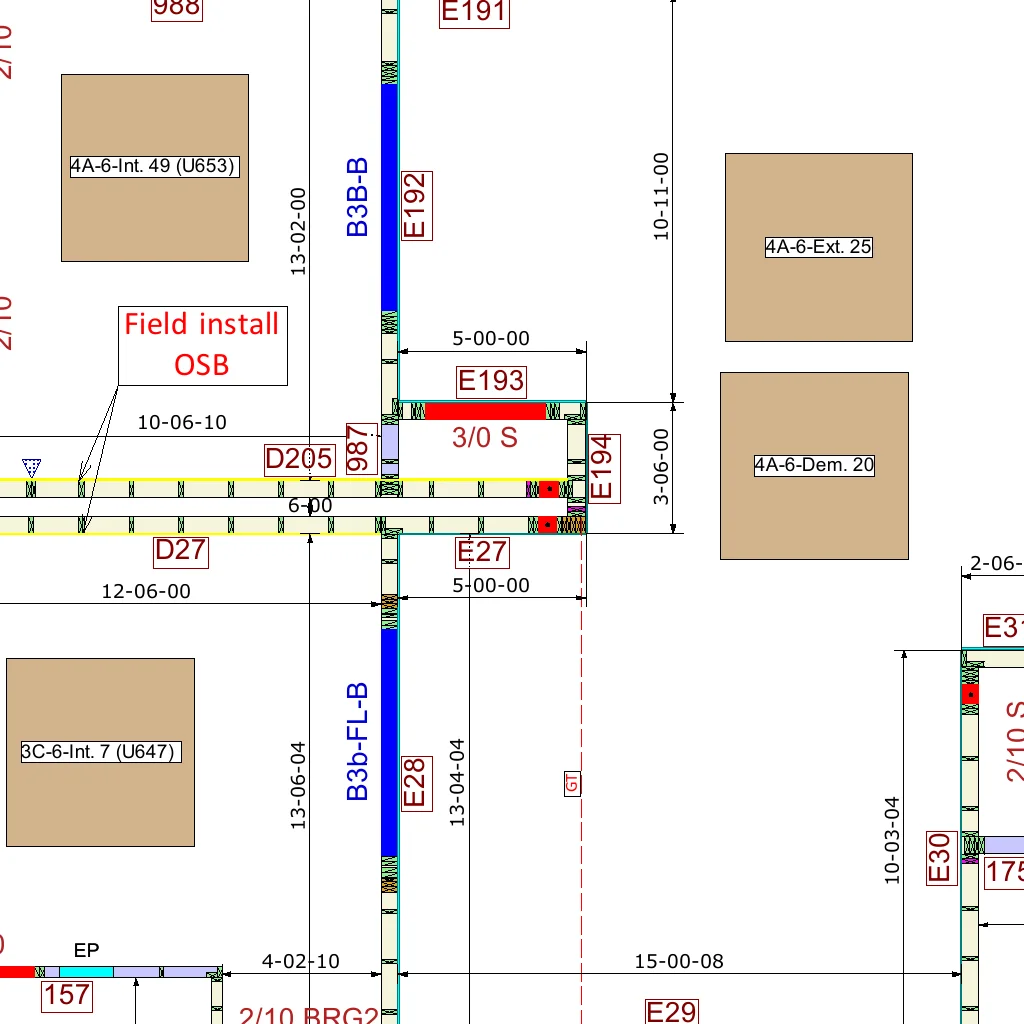 988
E191
2/10
4A-6-Int. 49 (U653)
B3B-B
E192
13-02-00
10-11-00
4A-6-Ext. 25
2/10
Field install
OSB
5-00-00
E193
10-06-10
987
3/0 S
D205
E194
3-06-00
4A-6-Dem. 20
6-00
D27
E27
12-06-00
5-00-00
2-06-
E31
3C-6-Int. 7 (U647)
B3b-FL-B
E28
13-06-04
13-04-04
GT
2/10 S
10-03-04
E30
175
EP
157
4-02-10
15-00-08
2/10 BRG2
E29